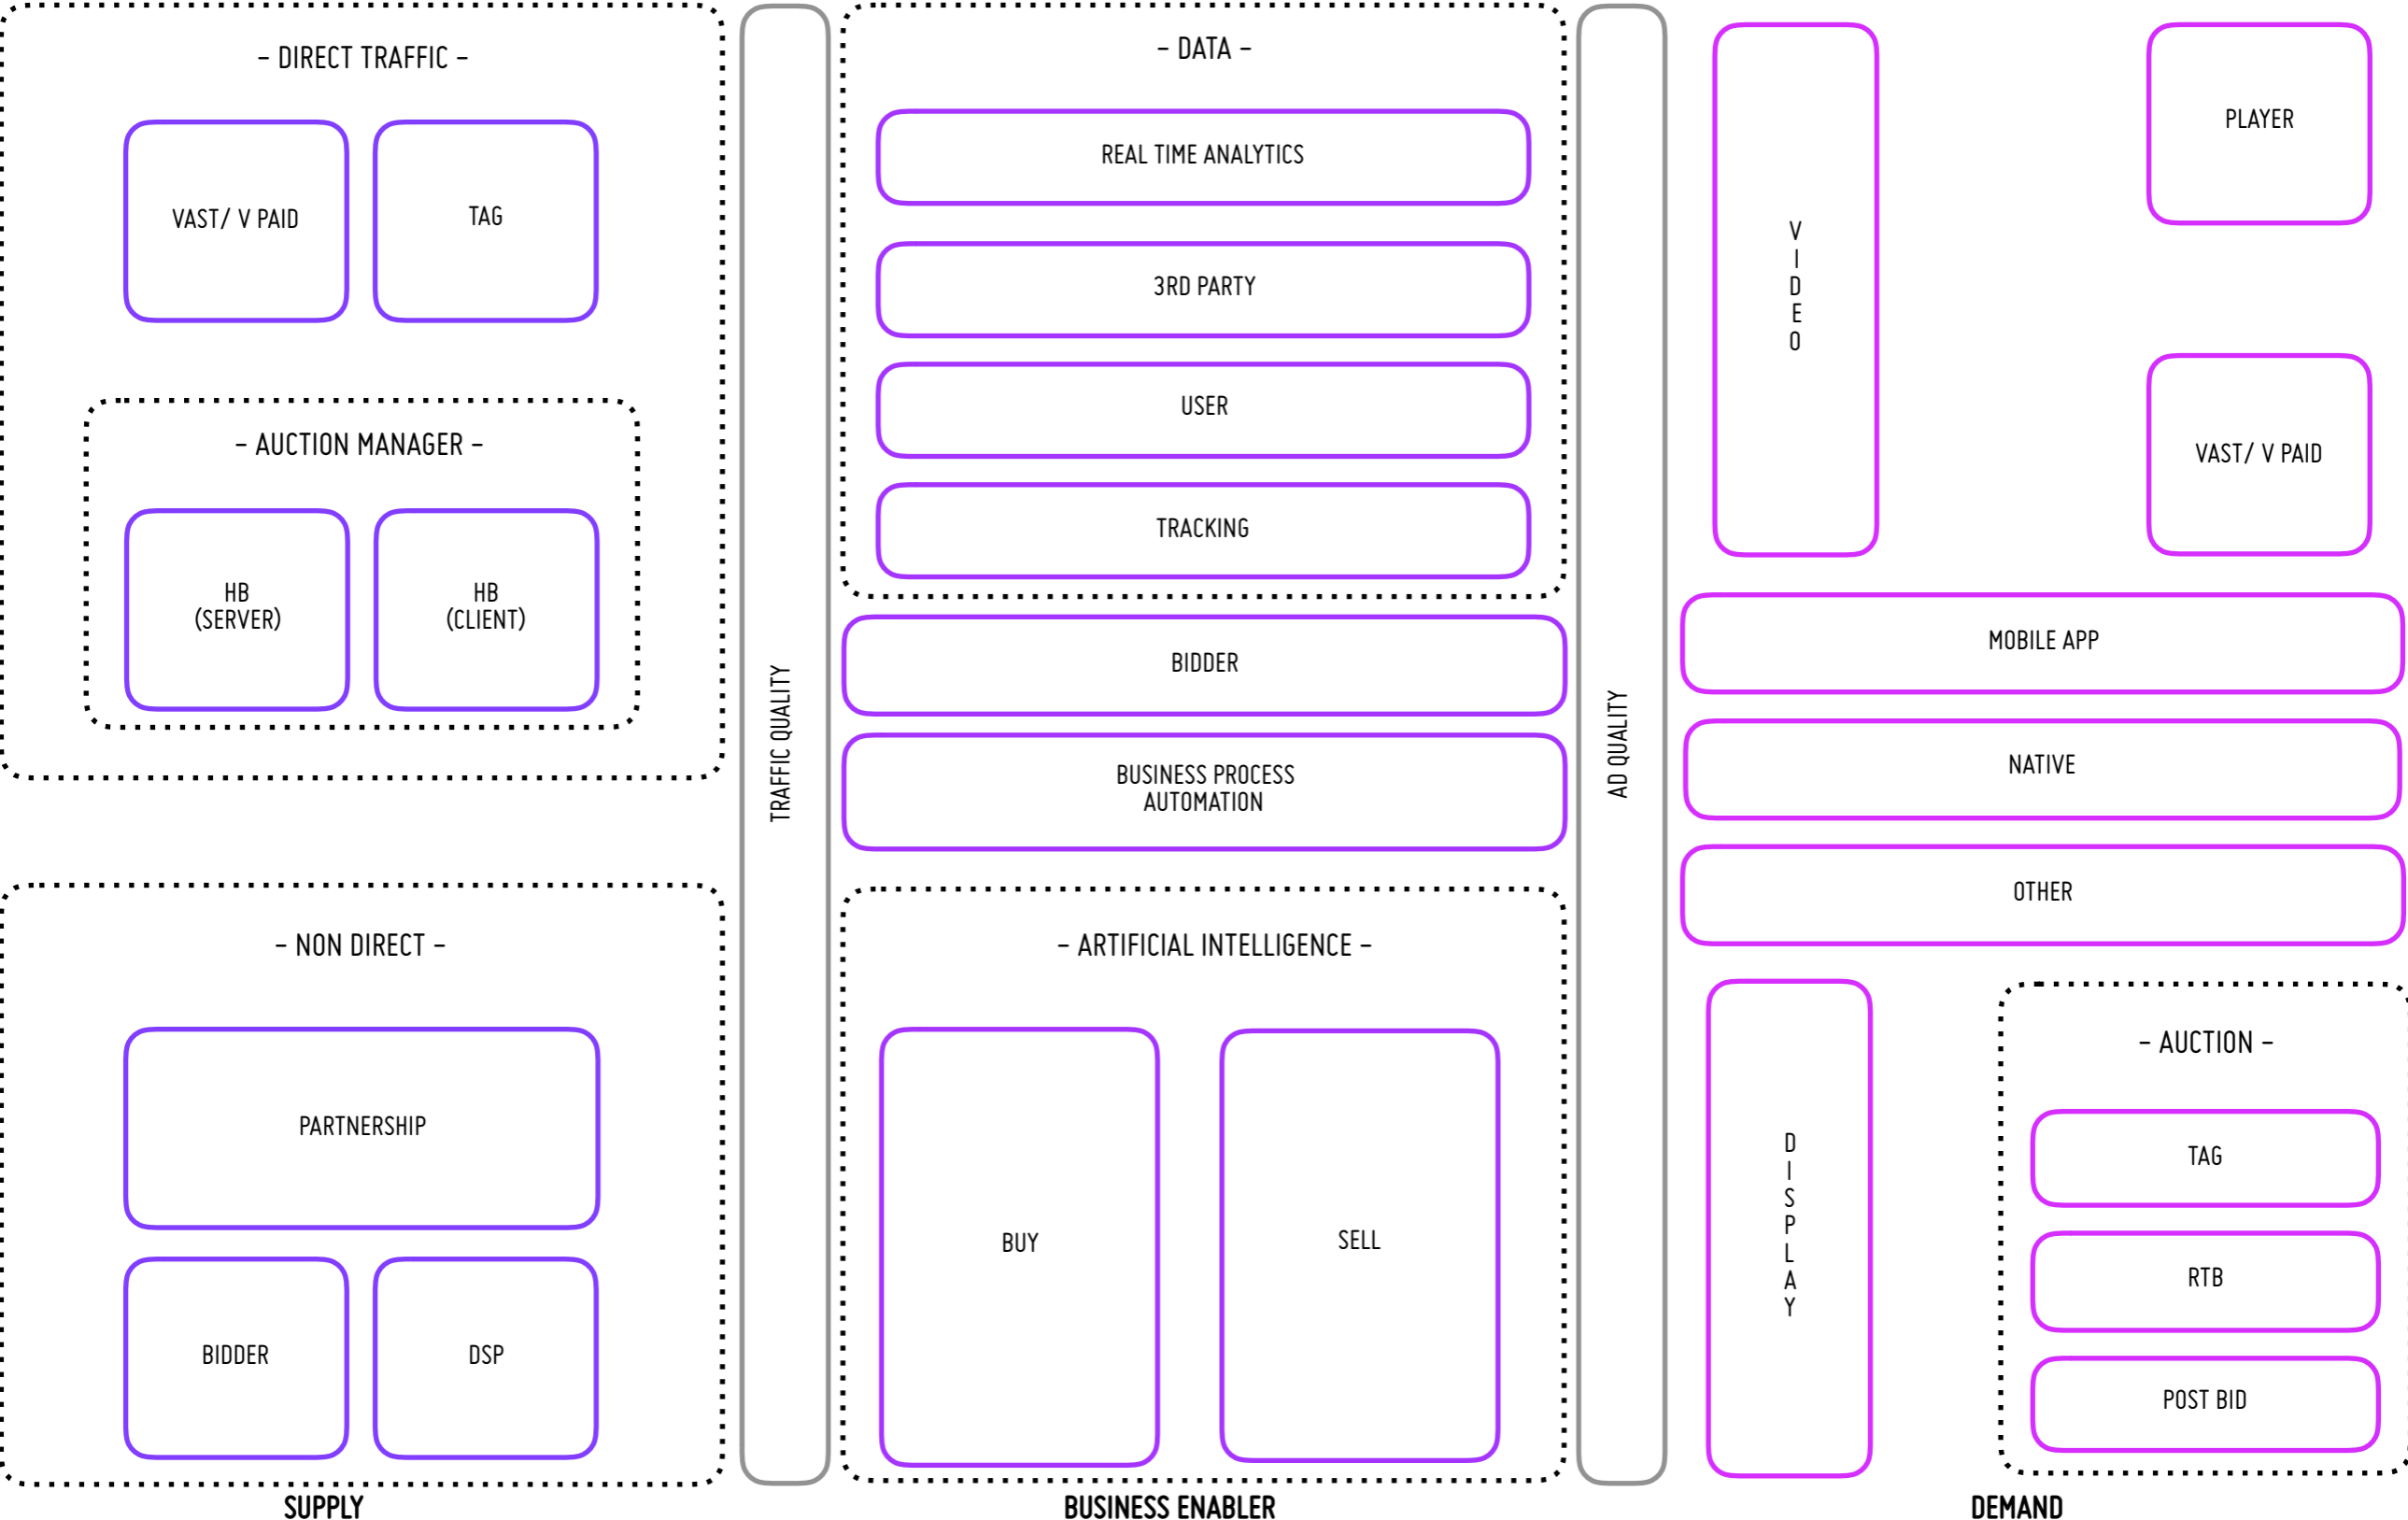 – DIRECT TRAFFIC –
VAST/ V PAID
TAG
– AUCTION MANAGER –
HB
(SERVER)
HB
(CLIENT)
– NON DIRECT –
PARTNERSHIP
BIDDER
DSP
SUPPLY
TRAFFIC QUALITY
– DATA –
REAL TIME ANALYTICS
3RD PARTY
USER
TRACKING
BIDDER
BUSINESS PROCESS
AUTOMATION
– ARTIFICIAL INTELLIGENCE –
BUY
SELL
BUSINESS ENABLER
AD QUALITY
VIDEO
PLAYER
VAST/ V PAID
MOBILE APP
NATIVE
OTHER
DISPLAY
– AUCTION –
TAG
RTB
POST BID
DEMAND